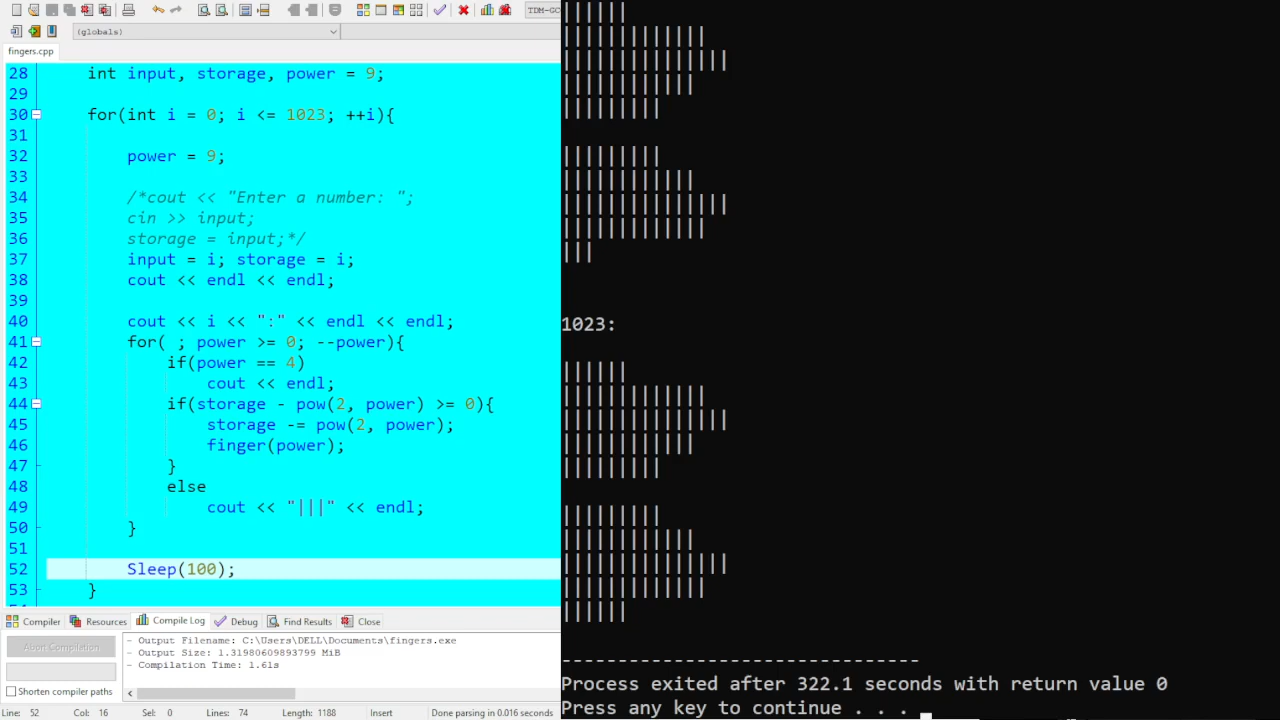 TDM-GC
(globals)
fingers.cpp
28 int input, storage, power = 9;
29
30 for(int i = 0; i <= 1023; ++i){
31
32 power = 9;
33
34 /*cout << "Enter a number: ";
35 cin >> input;
36 storage = input;*/
37 input = i; storage = i;
38 cout << endl << endl;
39
40 cout << i << ":" << endl << endl;
41 for( ; power >= 0; --power){
42 if(power == 4)
43 cout << endl;
44 if(storage - pow(2, power) >= 0){
45 storage -= pow(2, power);
46 finger(power);
47 }
48 else
49 cout << "|||" << endl;
50 }
51
52 Sleep(100);
53 }
Compiler Resources Compile Log Debug Find Results Close
Abort Compilation
Shorten compiler paths
- Output Filename: C:\Users\DELL\Documents\fingers.exe
- Output Size: 1.31980609893799 MiB
- Compilation Time: 1.61s
Line: 52 Col: 16 Sel: 0 Lines: 74 Length: 1188 Insert Done parsing in 0.016 seconds
||||||
|||||||||||||
|||||||||||||||
||||||||||||
|||||||||
|||||||||
||||||||||||
|||||||||||||||
|||||||||||||
|||
1023:
||||||
|||||||||||||
|||||||||||||||
||||||||||||
|||||||||
|||||||||
||||||||||||
|||||||||||||||
|||||||||||||
||||||
--------------------------------
Process exited after 322.1 seconds with return value 0
Press any key to continue . . .